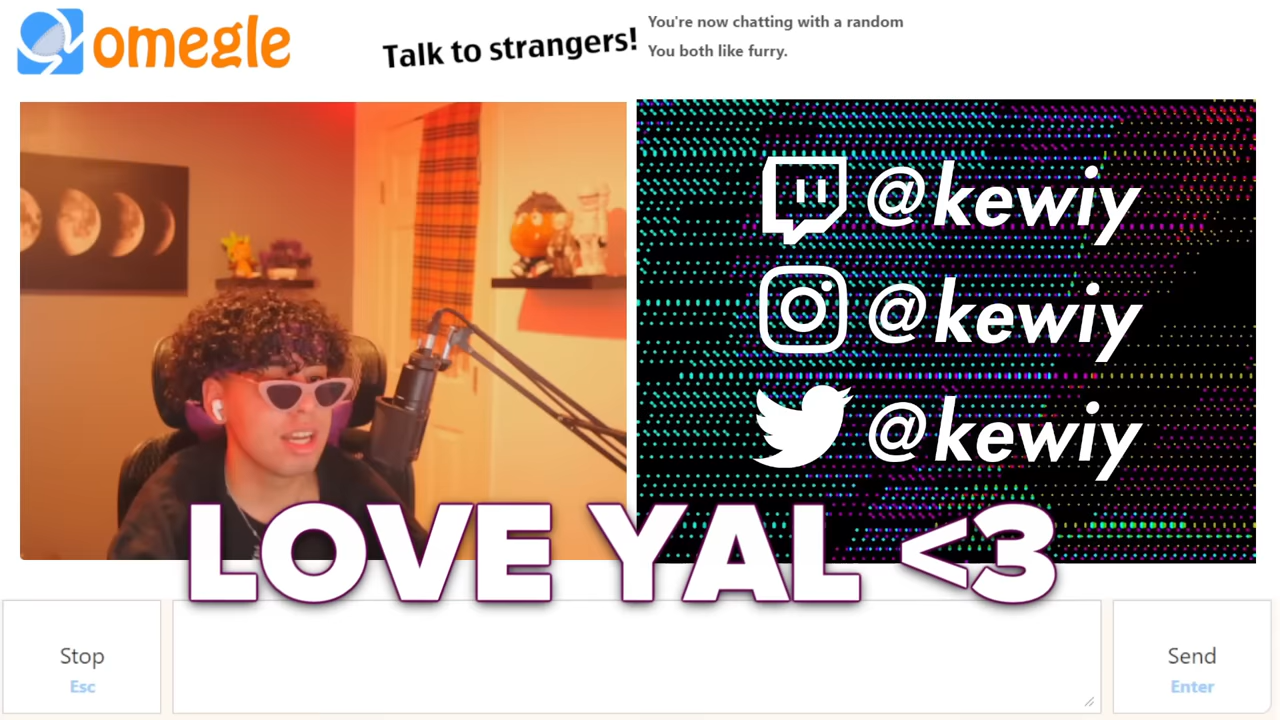 omegle
Talk to strangers!
You're now chatting with a random
You both like furry.
@kewiy
@kewiy
@kewiy
LOVE YAL <3
Stop
Esc
Send
Enter